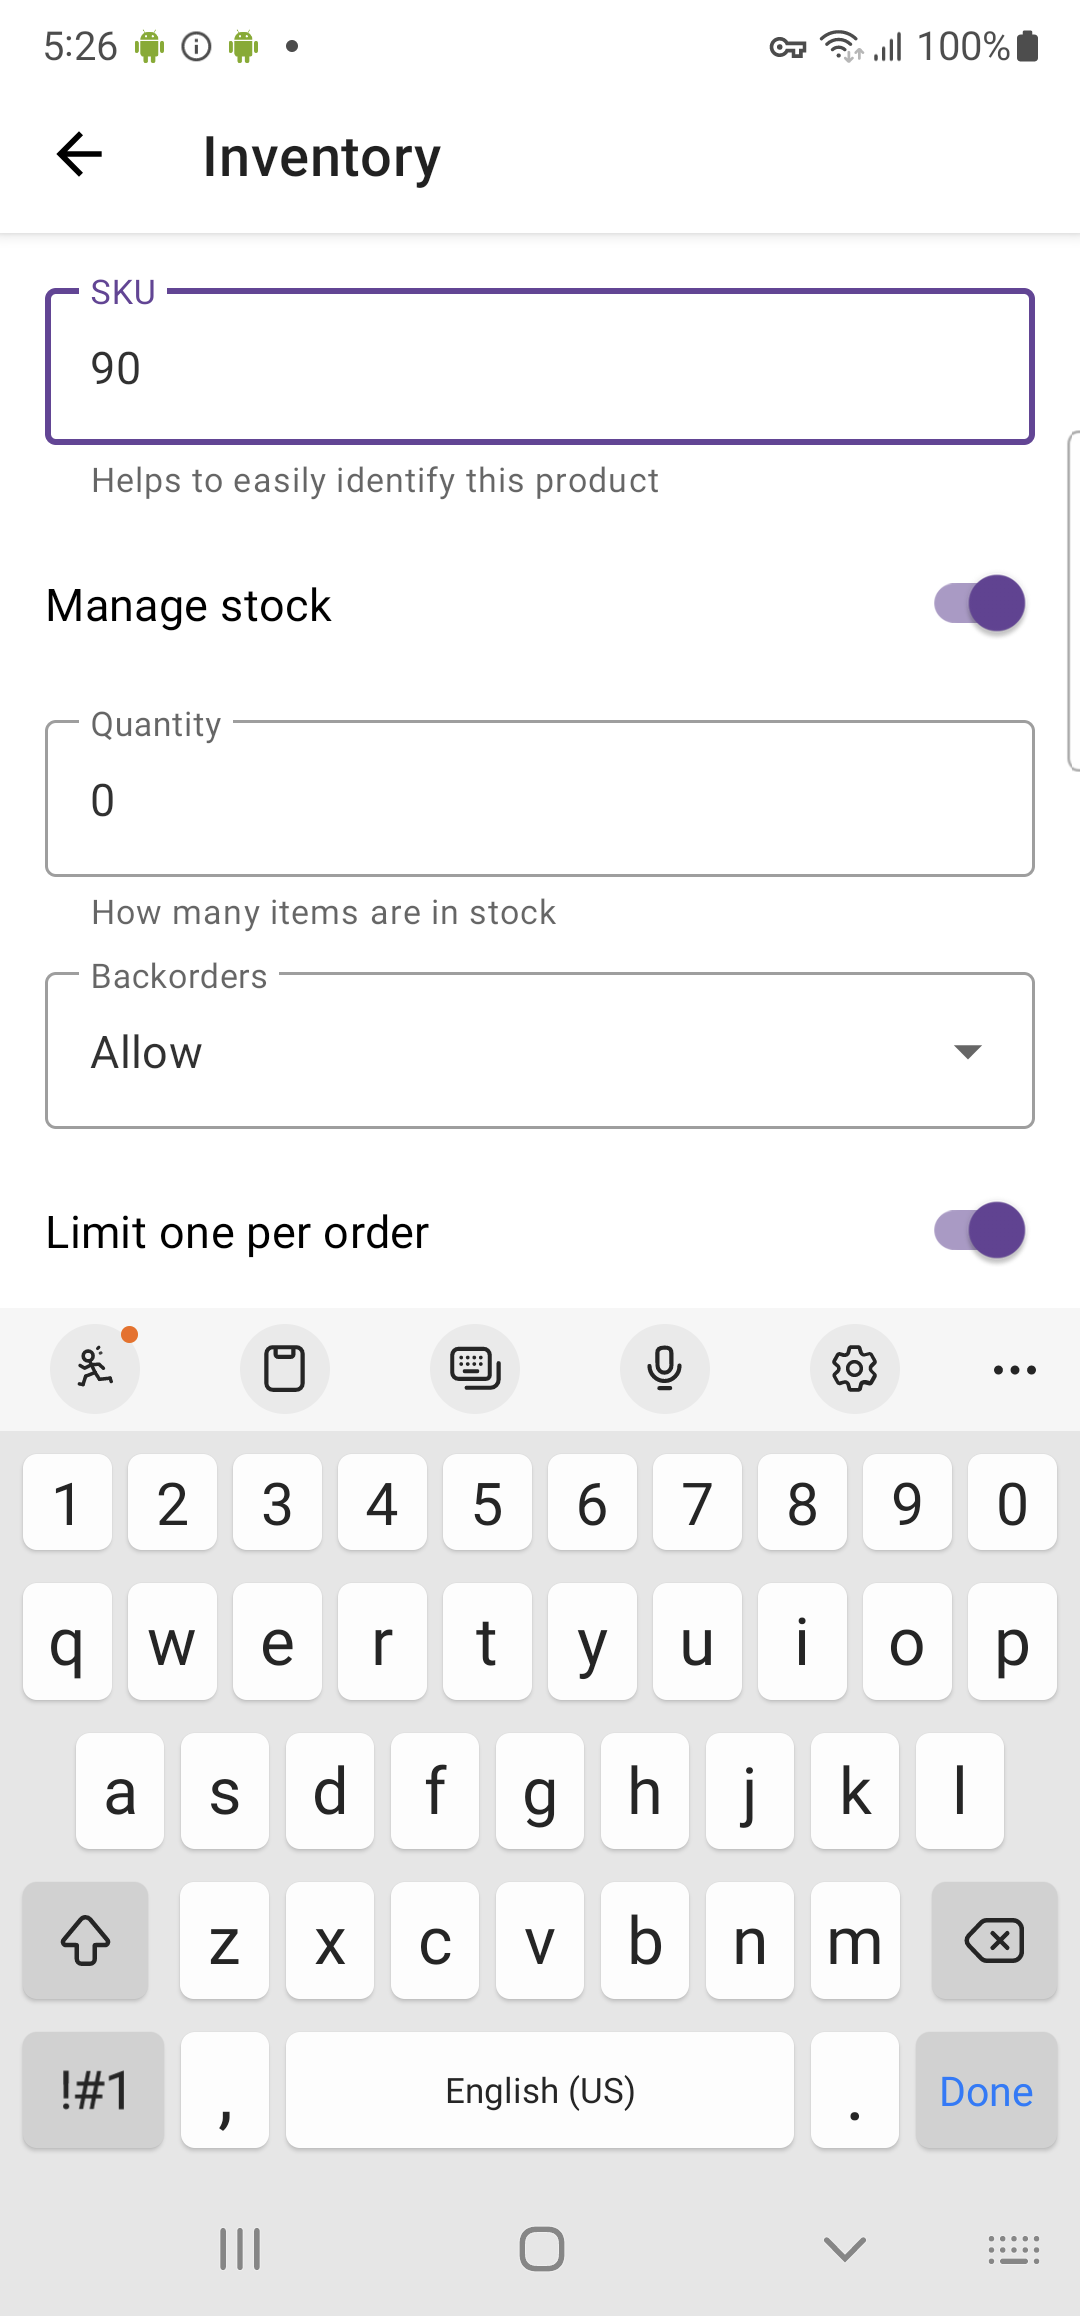 5:26 100%
Inventory
SKU
90
Helps to easily identify this product
Manage stock
Quantity
0
How many items are in stock
Backorders
Allow
Limit one per order
1 2 3 4 5 6 7 8 9 0
q w e r t y u i o p
a s d f g h j k l
z x c v b n m
!#1 , English (US) . Done